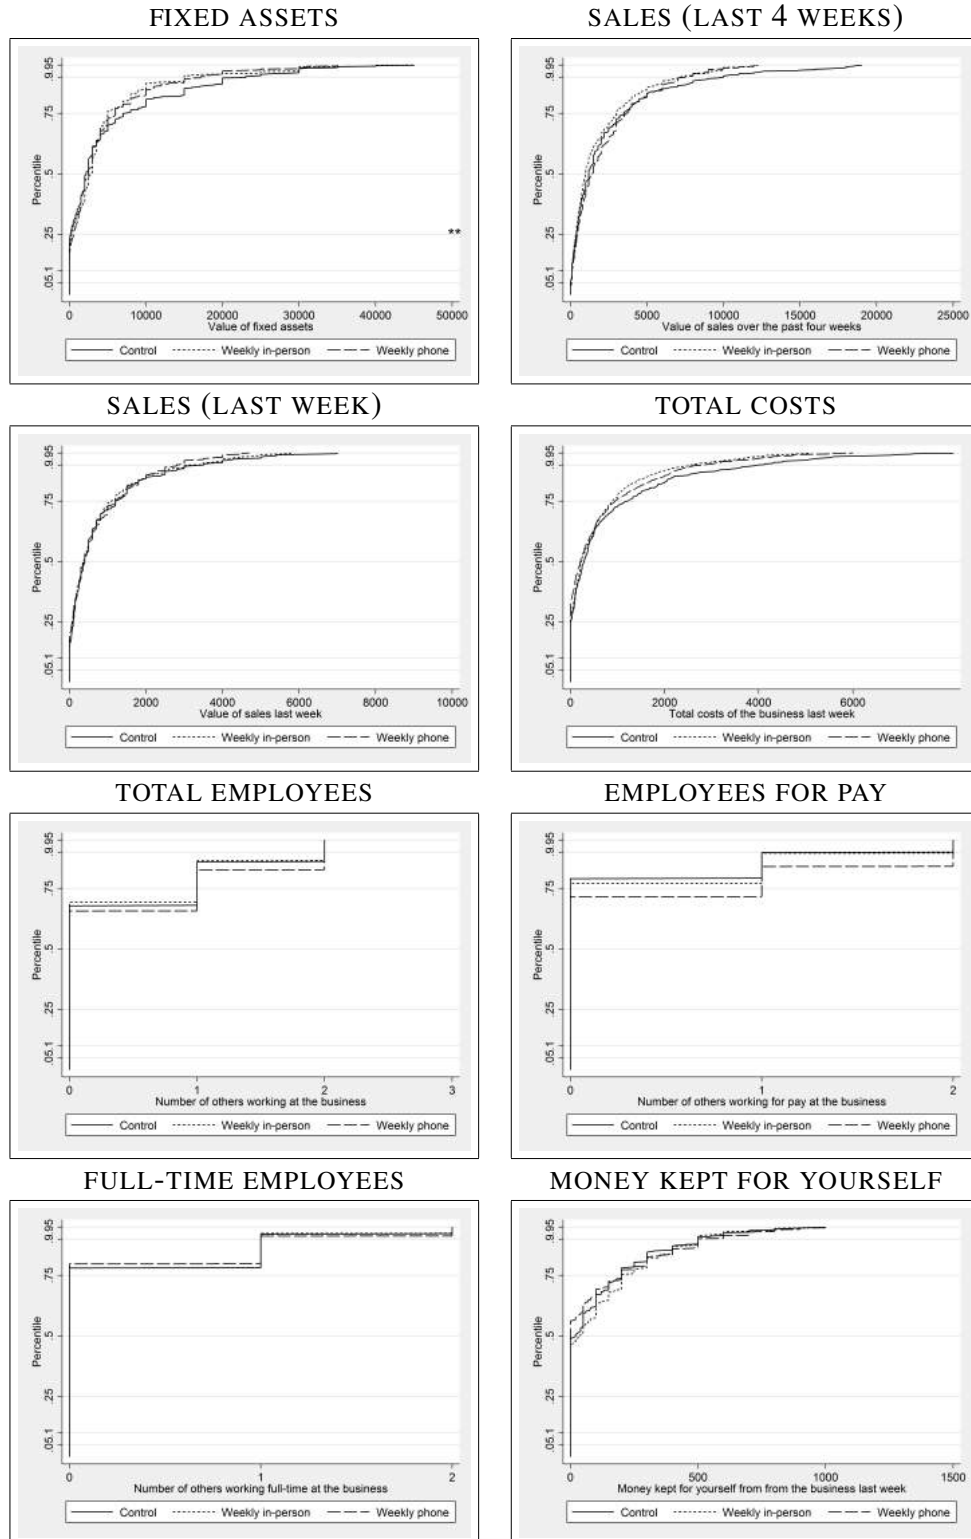 FIXED ASSETS
.9.95
.75
.5
.25
.05.1
Percentile
**
0 10000 20000 30000 40000 50000
Value of fixed assets
Control Weekly in-person Weekly phone
SALES (LAST 4 WEEKS)
.9.95
.75
.5
.25
.05.1
Percentile
0 5000 10000 15000 20000 25000
Value of sales over the past four weeks
Control Weekly in-person Weekly phone
SALES (LAST WEEK)
.9.95
.75
.5
.25
.05.1
Percentile
0 2000 4000 6000 8000 10000
Value of sales last week
Control Weekly in-person Weekly phone
TOTAL COSTS
.9.95
.75
.5
.25
.05.1
Percentile
0 2000 4000 6000
Total costs of the business last week
Control Weekly in-person Weekly phone
TOTAL EMPLOYEES
.9.95
.75
.5
.25
.05.1
Percentile
0 1 2 3
Number of others working at the business
Control Weekly in-person Weekly phone
EMPLOYEES FOR PAY
.9.95
.75
.5
.25
.05.1
Percentile
0 1 2
Number of others working for pay at the business
Control Weekly in-person Weekly phone
FULL-TIME EMPLOYEES
.9.95
.75
.5
.25
.05.1
Percentile
0 1 2
Number of others working full-time at the business
Control Weekly in-person Weekly phone
MONEY KEPT FOR YOURSELF
.9.95
.75
.5
.25
.05.1
Percentile
0 500 1000 1500
Money kept for yourself from from the business last week
Control Weekly in-person Weekly phone